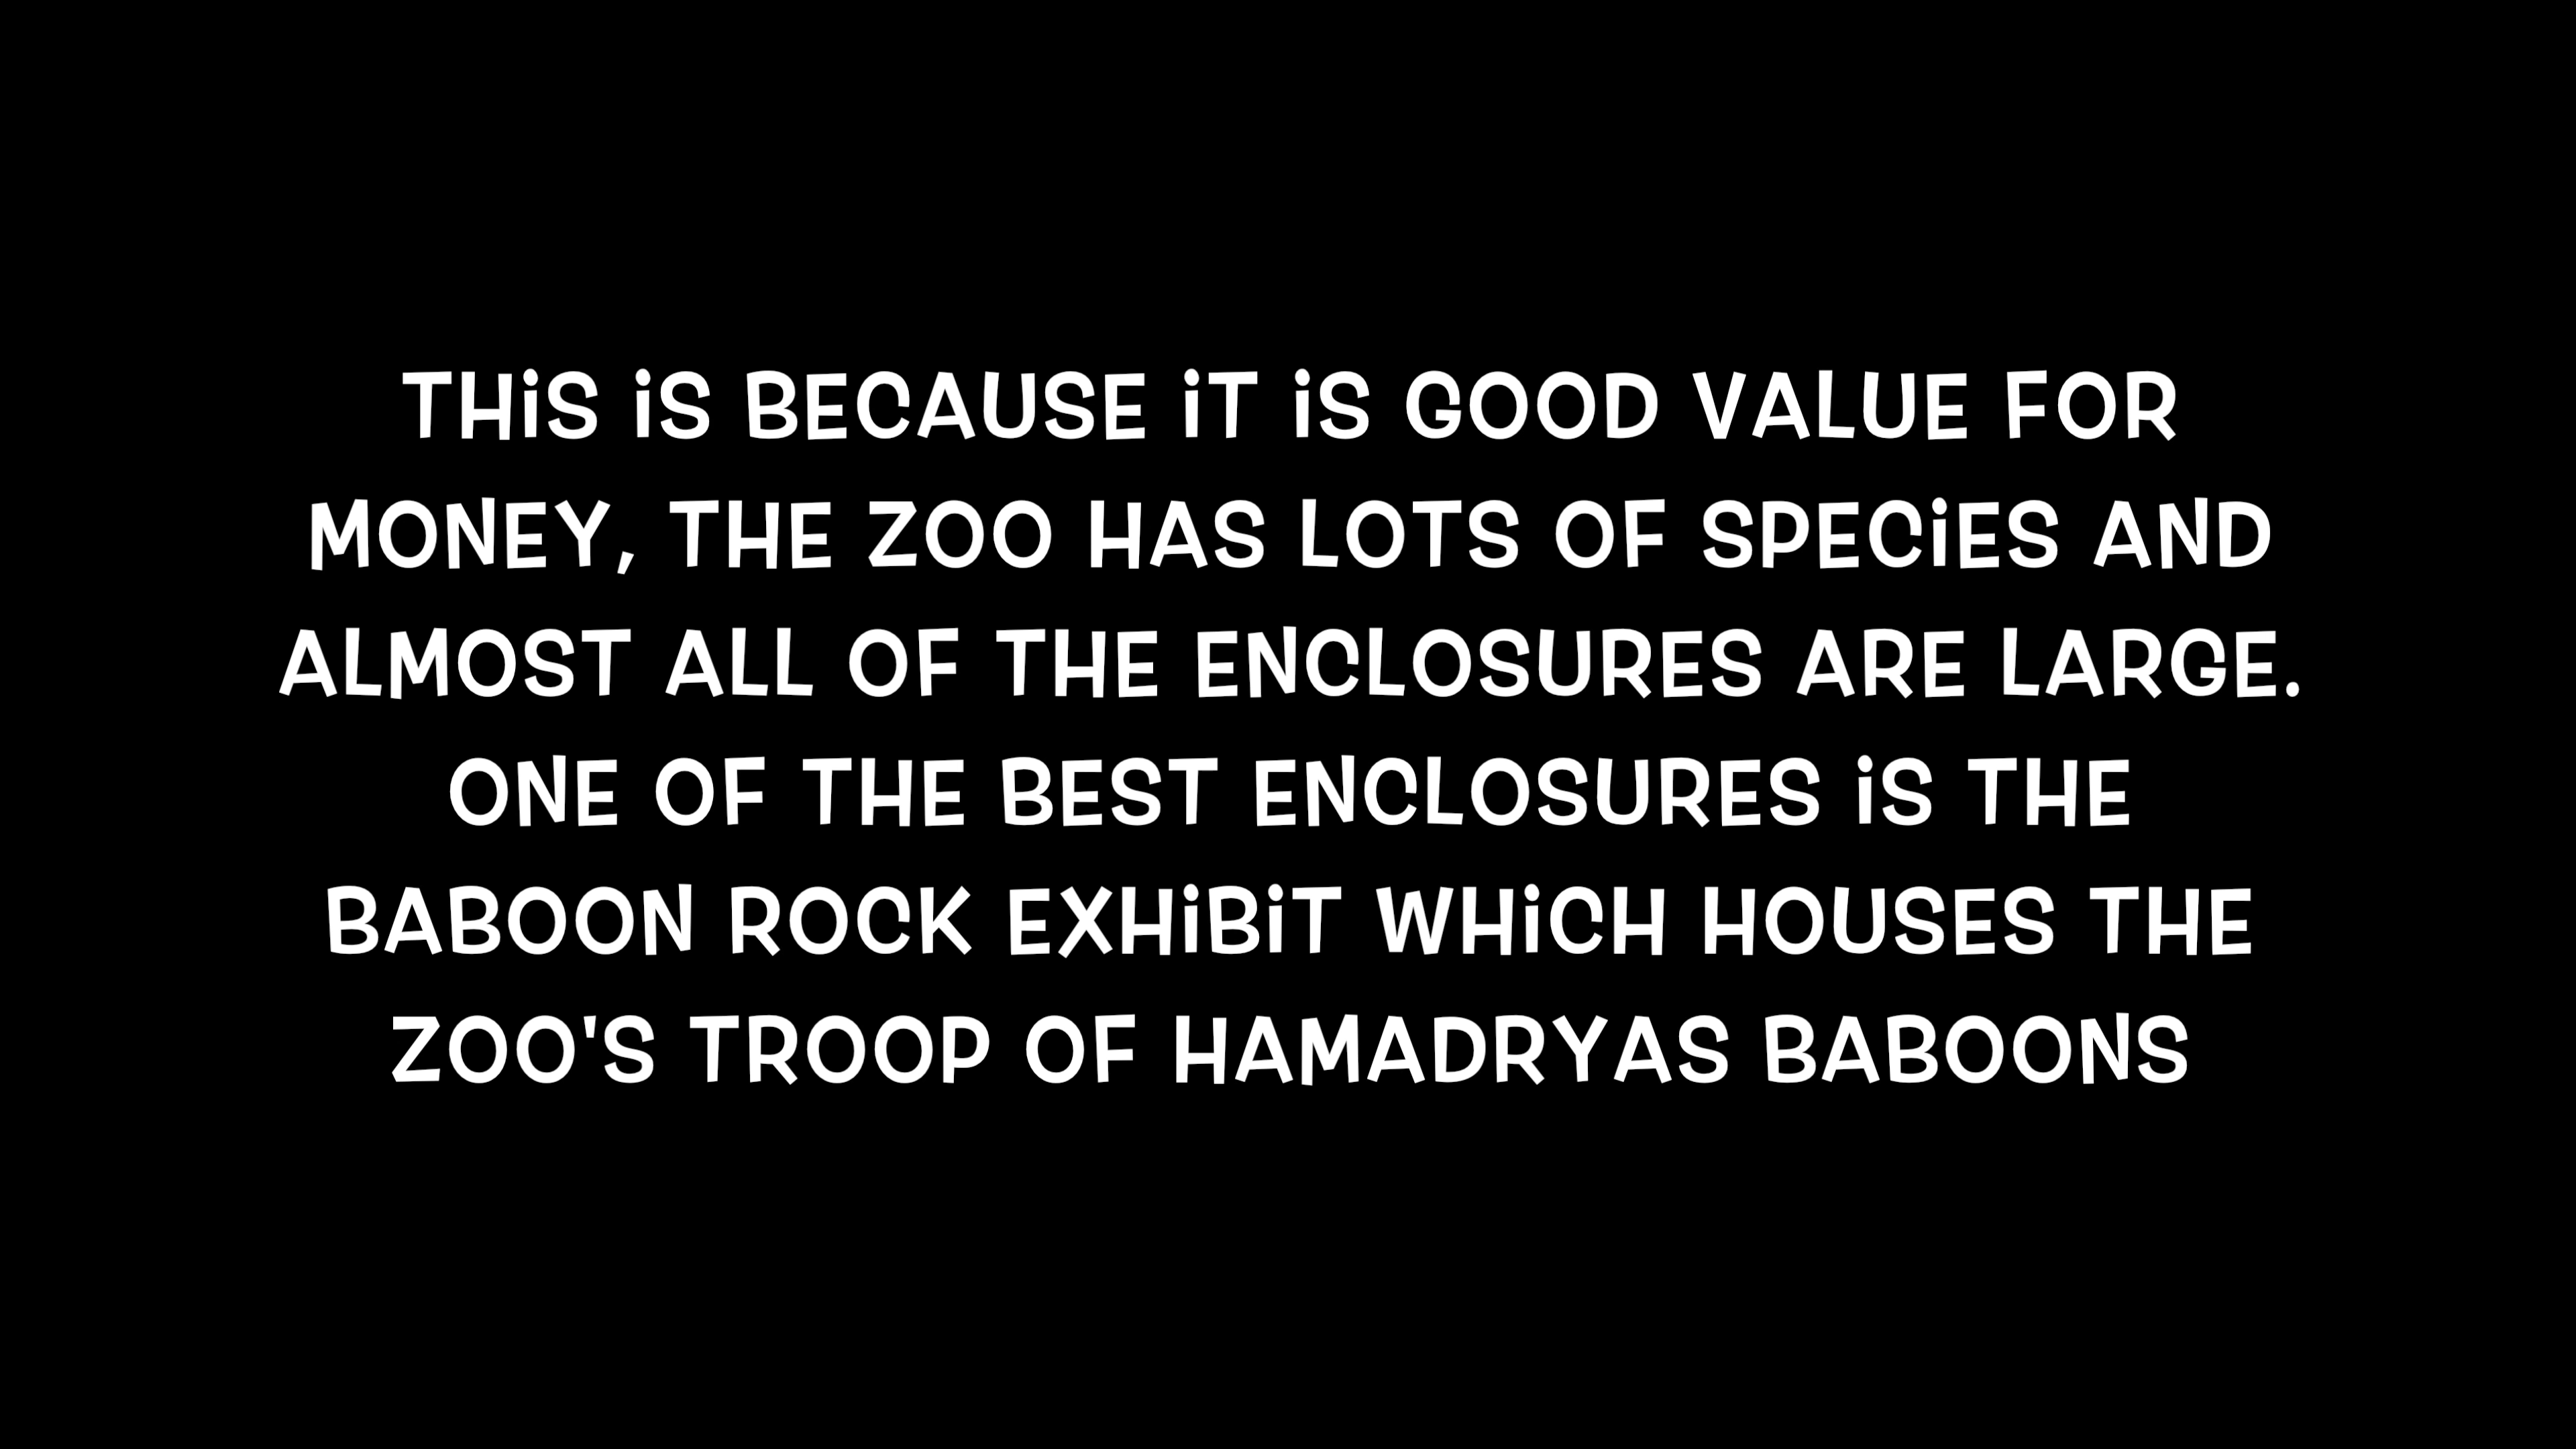 THiS iS BECAUSE iT iS GOOD VALUE FOR
MONEY, THE ZOO HAS LOTS OF SPECiES AND
ALMOST ALL OF THE ENCLOSURES ARE LARGE.
ONE OF THE BEST ENCLOSURES iS THE
BABOON ROCK EXHiBiT WHiCH HOUSES THE
ZOO'S TROOP OF HAMADRYAS BABOONS